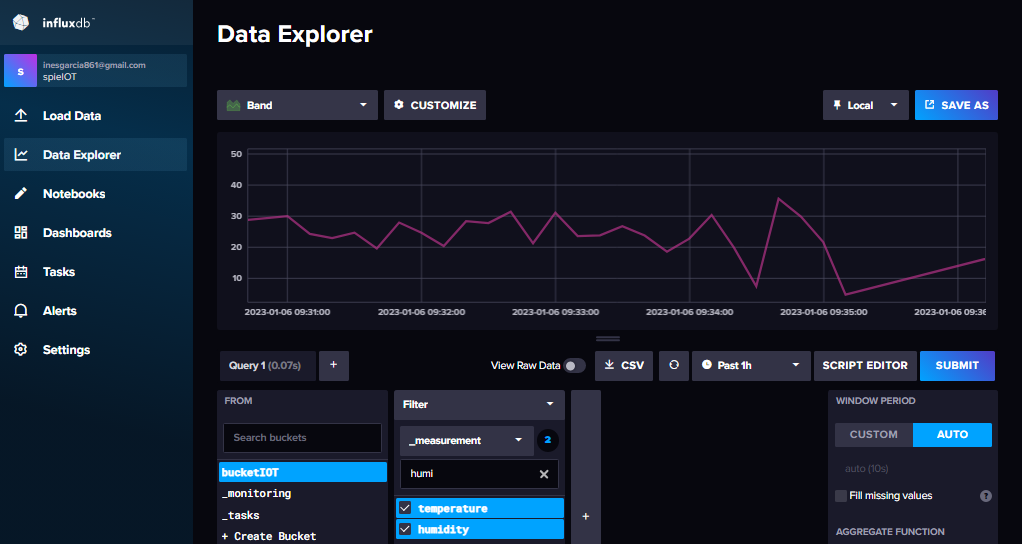 influxdb™
Data Explorer
s
inesgarcia861@gmail.com
spieIOT
Load Data
Data Explorer
Notebooks
Dashboards
Tasks
Alerts
Settings
Band
CUSTOMIZE
Local
SAVE AS
50
40
30
20
10
2023-01-06 09:31:00
2023-01-06 09:32:00
2023-01-06 09:33:00
2023-01-06 09:34:00
2023-01-06 09:35:00
2023-01-06 09:36
Query 1 (0.07s)
+
View Raw Data
CSV
Past 1h
SCRIPT EDITOR
SUBMIT
FROM
Search buckets
bucketIOT
_monitoring
_tasks
+ Create Bucket
Filter
_measurement
2
humi
temperature
humidity
+
WINDOW PERIOD
CUSTOM
AUTO
auto (10s)
Fill missing values
?
AGGREGATE FUNCTION